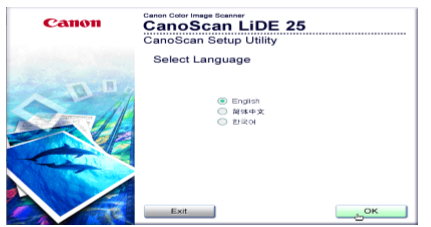 Canon
Canon Color Image Scanner
CanoScan LiDE 25
CanoScan Setup Utility
Select Language
English
简体中文
한국어
Exit
OK